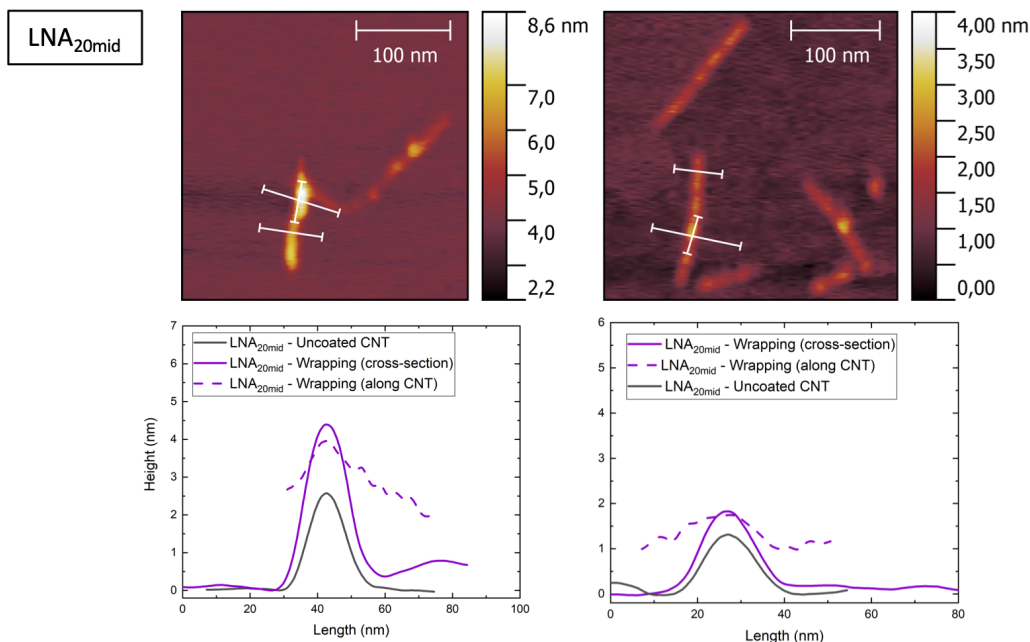 LNA20mid
100 nm
8,6 nm
7,0
6,0
5,0
4,0
2,2
100 nm
4,00 nm
3,50
3,00
2,50
2,00
1,50
1,00
0,00
7
6
5
4
3
2
1
0
Height (nm)
LNA20mid - Uncoated CNT
LNA20mid - Wrapping (cross-section)
LNA20mid - Wrapping (along CNT)
0 20 40 60 80 100
Length (nm)
6
5
4
3
2
1
0
LNA20mid - Wrapping (cross-section)
LNA20mid - Wrapping (along CNT)
LNA20mid - Uncoated CNT
0 20 40 60 80
Length (nm)